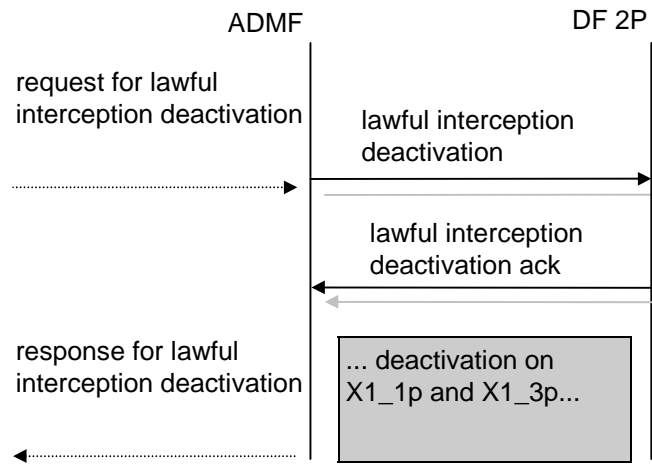 ADMF
DF 2P
request for lawful
interception deactivation
lawful interception
deactivation
lawful interception
deactivation ack
response for lawful
interception deactivation
... deactivation on
X1_1p and X1_3p...